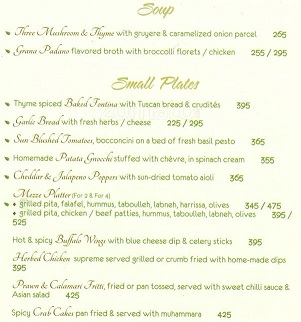 Soup
Three Mushroom & Thyme with gruyere & caramelized onion parcel 265
Grana Padano flavored broth with broccolli florets / chicken 255 / 295
Small Plates
Thyme spiced Baked Fontina with Tuscan bread & crudités 395
Garlic Bread with fresh herbs / cheese 225 / 295
Sun Blushed Tomatoes, bocconcini on a bed of fresh basil pesto 365
Homemade Patata Gnocchi stuffed with chèvre, in spinach cream 355
Cheddar & Jalapeno Peppers with sun-dried tomato aioli 365
Mezze Platter (For 2 & For 4)
• grilled pita, falafel, hummus, taboulleh, labneh, harrissa, olives 345 / 475
• grilled pita, chicken / beef patties, hummus, taboulleh, labneh, olives 395 /
525
Hot & spicy Buffalo Wings with blue cheese dip & celery sticks 395
Herbed Chicken supreme served grilled or crumb fried with home-made dips
395
Prawn & Calamari Fritti, fried or pan tossed, served with sweet chilli sauce &
Asian salad 425
Spicy Crab Cakes pan fried & served with muhammara 425